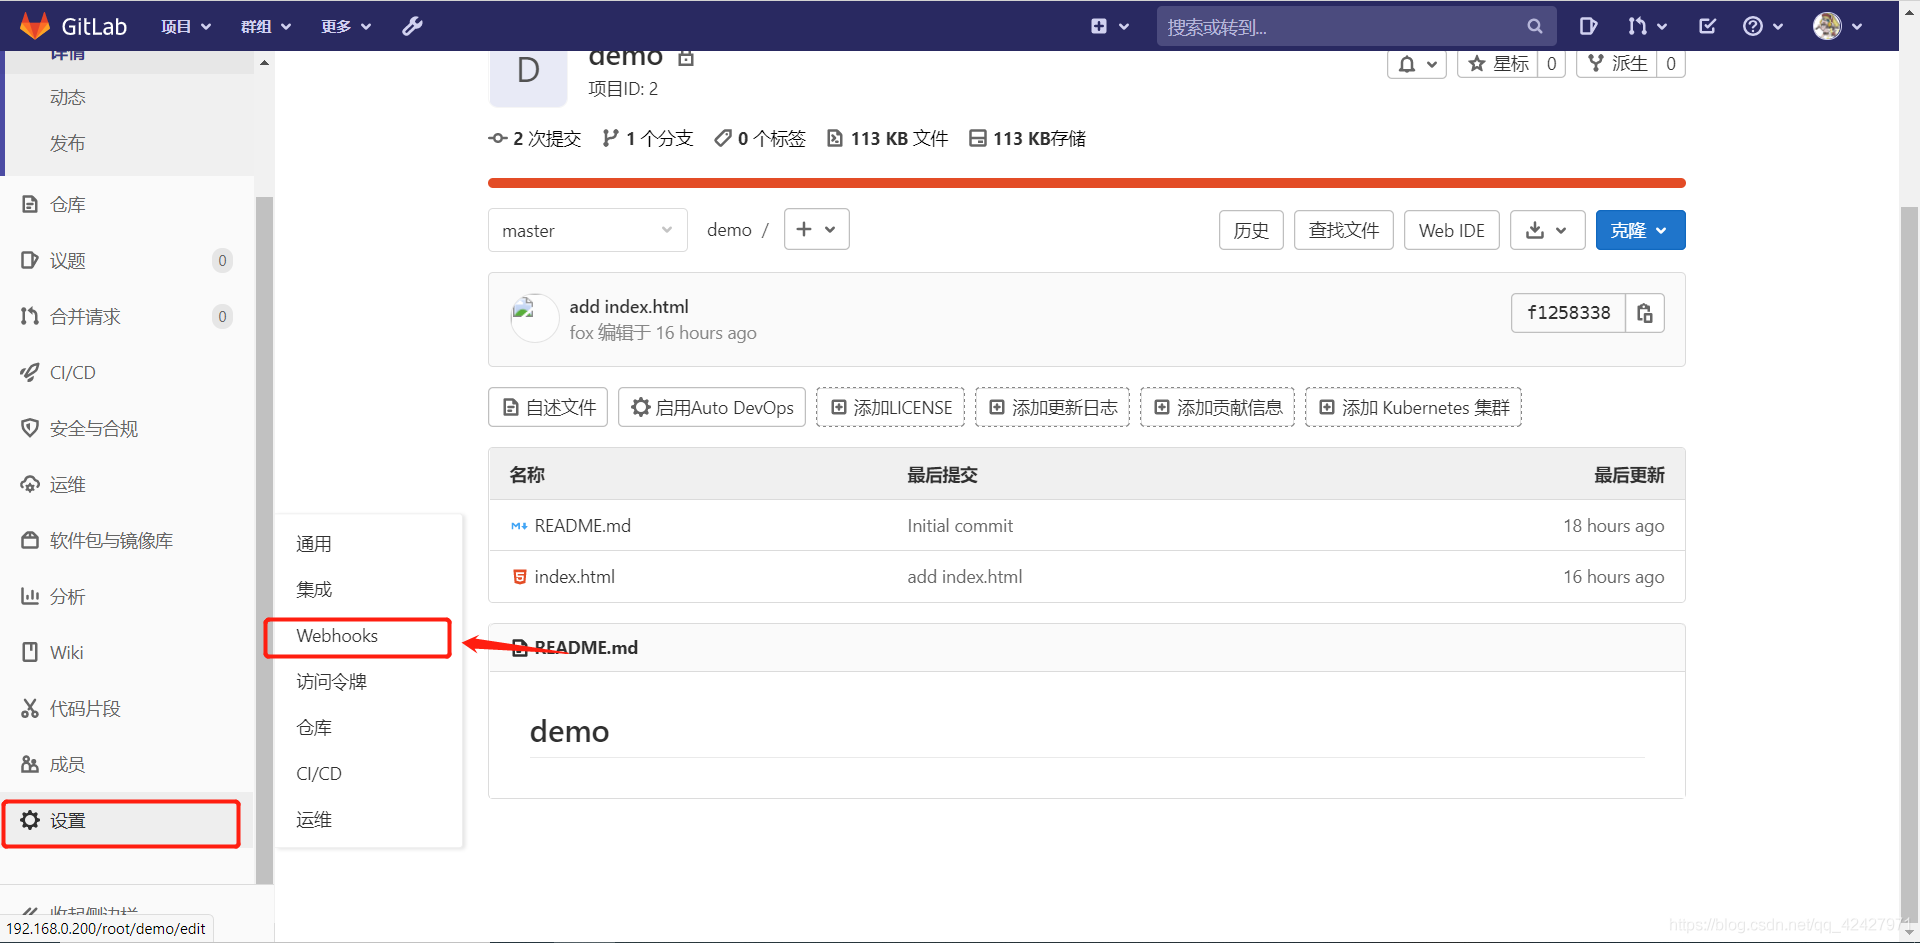 GitLab 项目 群组 更多 搜索或转到...
详情
动态
发布
仓库
议题 0
合并请求 0
CI/CD
安全与合规
运维
软件包与镜像库
分析
Wiki
代码片段
成员
设置
收起侧边栏
192.168.0.200/root/demo/edit
通用
集成
Webhooks
访问令牌
仓库
CI/CD
运维
D
demo
项目ID: 2
星标 0 派生 0
2 次提交 1 个分支 0 个标签 113 KB 文件 113 KB存储
master demo / 历史 查找文件 Web IDE 克隆
add index.html
fox 编辑于 16 hours ago
f1258338
自述文件 启用Auto DevOps 添加LICENSE 添加更新日志 添加贡献信息 添加 Kubernetes 集群
名称 最后提交 最后更新
README.md Initial commit 18 hours ago
index.html add index.html 16 hours ago
README.md
demo
https://blog.csdn.net/qq_42427971